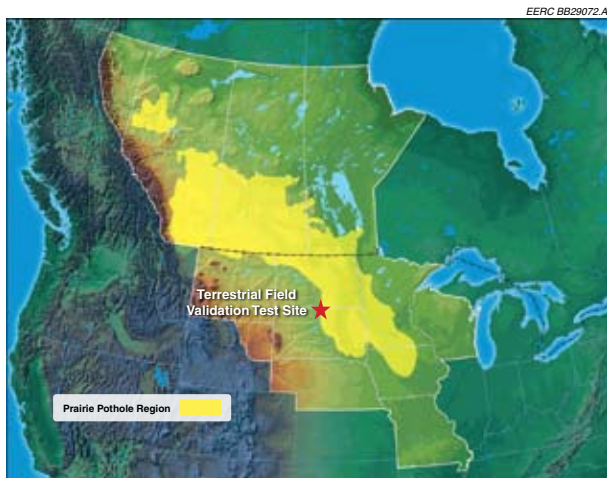 EERC BB29072.AI
Terrestrial Field
Validation Test Site
Prairie Pothole Region